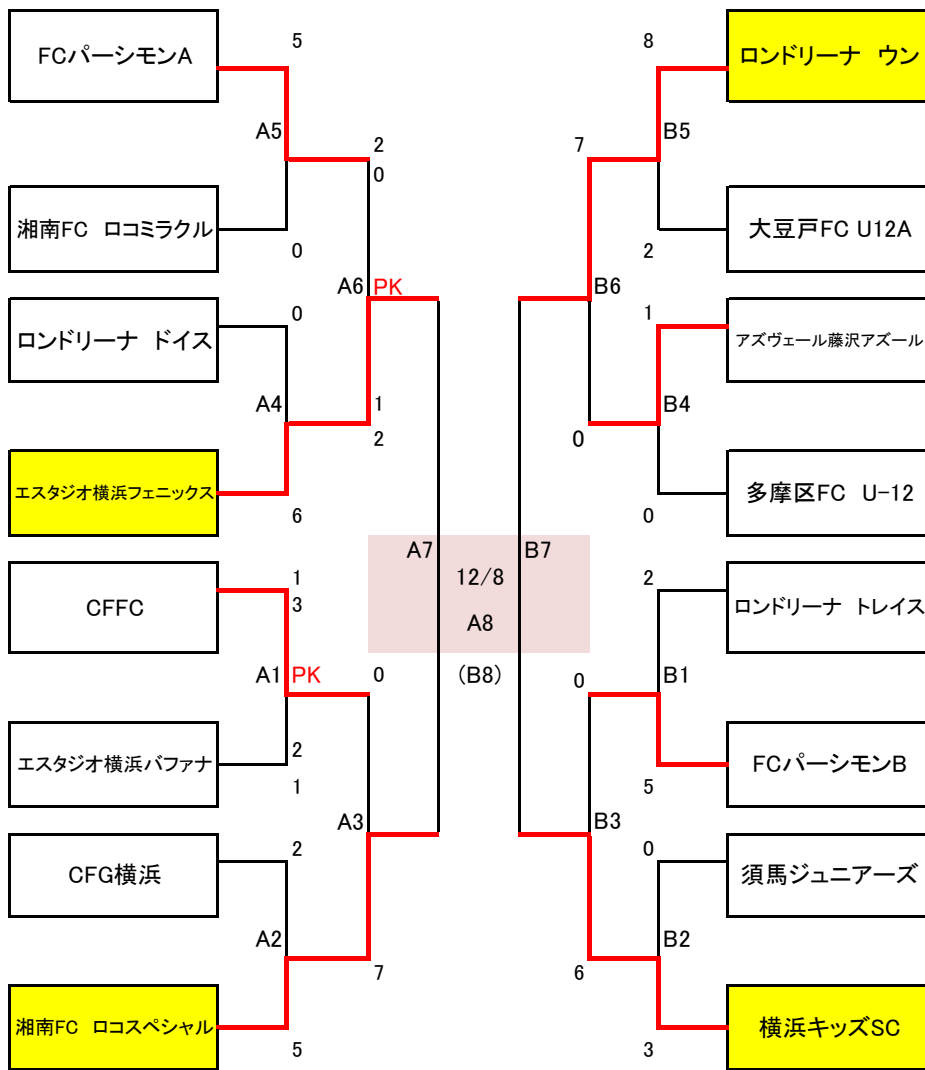 FCパーシモンA
5
A5
2
0
湘南FC ロコミラクル
0
A6
PK
ロンドリーナ ドイス
0
A4
1
2
エスタジオ横浜フェニックス
6
A7
CFFC
1
3
A1
PK
0
エスタジオ横浜バファナ
2
1
A3
CFG横浜
2
A2
7
湘南FC ロコスペシャル
5
12/8
A8
(B8)
8
ロンドリーナ ウン
7
B5
大豆戸FC U12A
2
B6
1
アズヴェール藤沢アズール
B4
0
多摩区FC U-12
0
B7
2
ロンドリーナ トレイス
0
B1
FCパーシモンB
5
B3
0
須馬ジュニアーズ
B2
6
横浜キッズSC
3